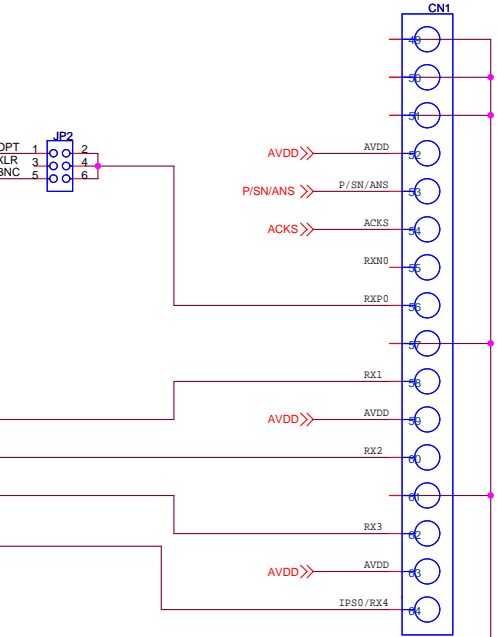 CN1
49
50
51
JP2
OPT 1 2
XLR 3 4
BNC 5 6
AVDD AVDD 52
P/SN/ANS P/SN/ANS 53
ACKS ACKS 54
RXN0 55
RXP0 56
57
RX1 58
AVDD AVDD 59
RX2 60
61
RX3 62
AVDD AVDD 63
IPS0/RX4 64